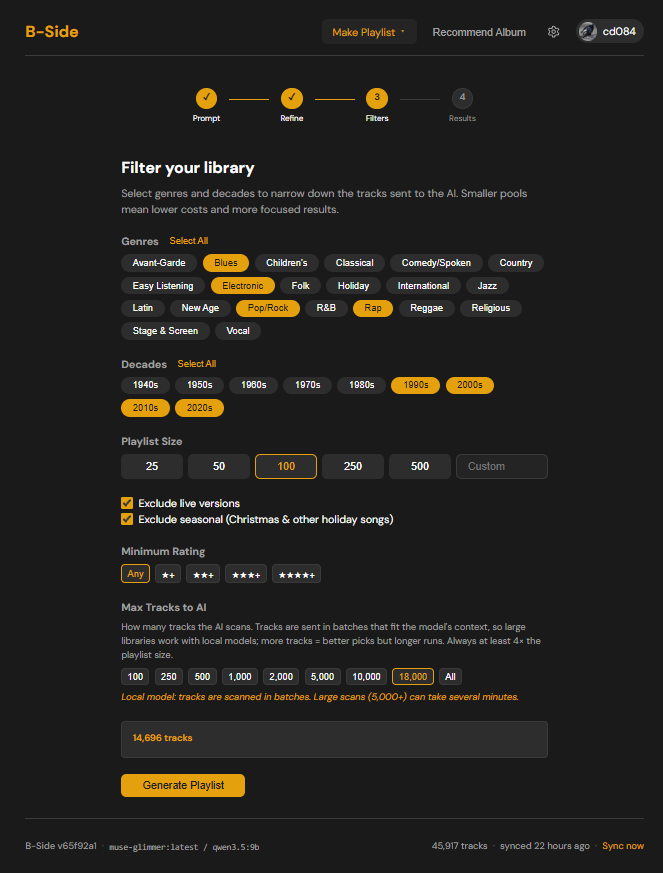 B-Side
Make Playlist
Recommend Album
cd084
✓ ✓ 3 4
Prompt Refine Filters Results
Filter your library
Select genres and decades to narrow down the tracks sent to the AI. Smaller pools
mean lower costs and more focused results.
Genres Select All
Avant-Garde Blues Children's Classical Comedy/Spoken Country
Easy Listening Electronic Folk Holiday International Jazz
Latin New Age Pop/Rock R&B Rap Reggae Religious
Stage & Screen Vocal
Decades Select All
1940s 1950s 1960s 1970s 1980s 1990s 2000s
2010s 2020s
Playlist Size
25 50 100 250 500 Custom
Exclude live versions
Exclude seasonal (Christmas & other holiday songs)
Minimum Rating
Any ★+ ★★+ ★★★+ ★★★★+
Max Tracks to AI
How many tracks the AI scans. Tracks are sent in batches that fit the model's context, so large
libraries work with local models; more tracks = better picks but longer runs. Always at least 4× the
playlist size.
100 250 500 1,000 2,000 5,000 10,000 18,000 All
Local model: tracks are scanned in batches. Large scans (5,000+) can take several minutes.
14,696 tracks
Generate Playlist
B-Side v65f92a1 · muse-glimmer:latest / qwen3.5:9b
45,917 tracks · synced 22 hours ago · Sync now